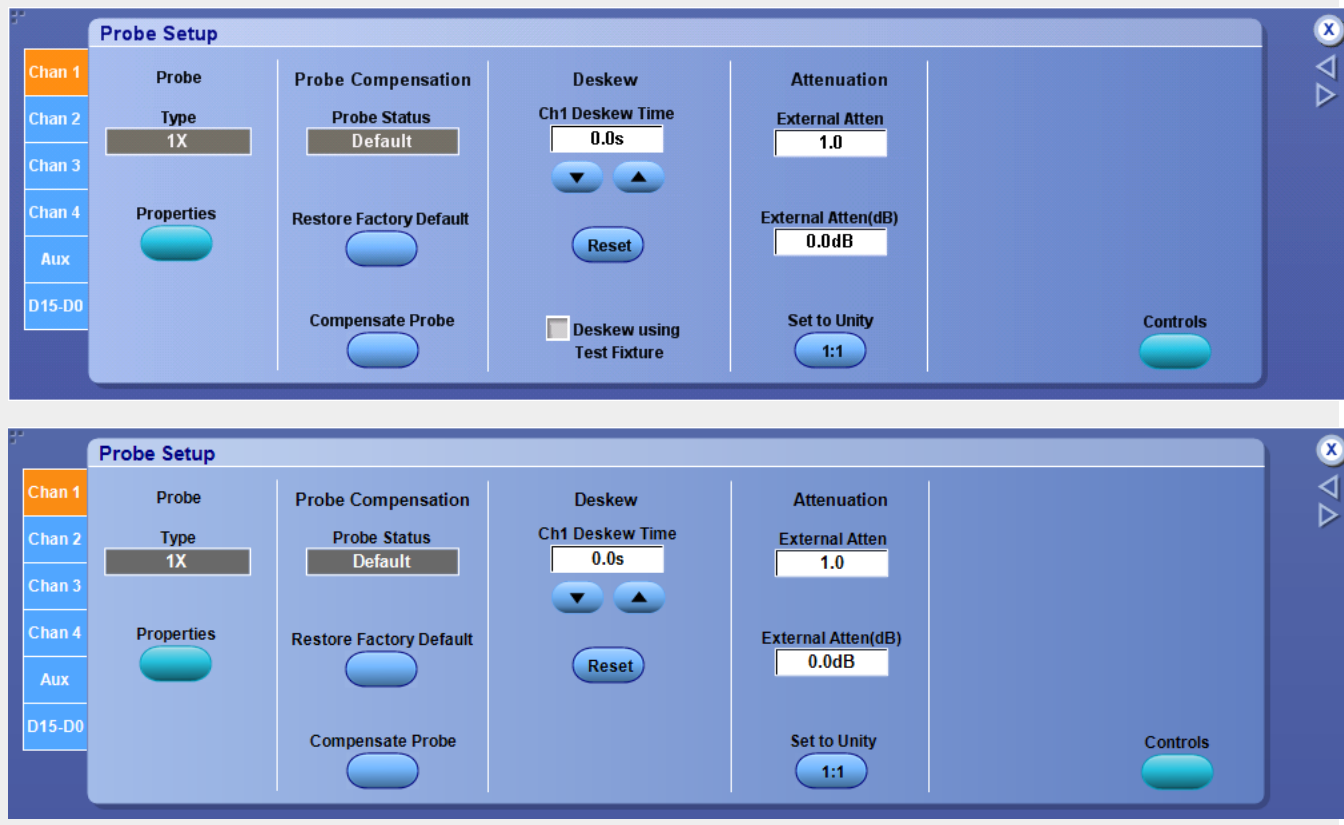 Probe Setup
X
Chan 1
Chan 2
Chan 3
Chan 4
Aux
D15-D0
Probe
Type
1X
Properties
Probe Compensation
Probe Status
Default
Restore Factory Default
Compensate Probe
Deskew
Ch1 Deskew Time
0.0s
Reset
Deskew using
Test Fixture
Attenuation
External Atten
1.0
External Atten(dB)
0.0dB
Set to Unity
1:1
Controls
Probe Setup
X
Chan 1
Chan 2
Chan 3
Chan 4
Aux
D15-D0
Probe
Type
1X
Properties
Probe Compensation
Probe Status
Default
Restore Factory Default
Compensate Probe
Deskew
Ch1 Deskew Time
0.0s
Reset
Attenuation
External Atten
1.0
External Atten(dB)
0.0dB
Set to Unity
1:1
Controls